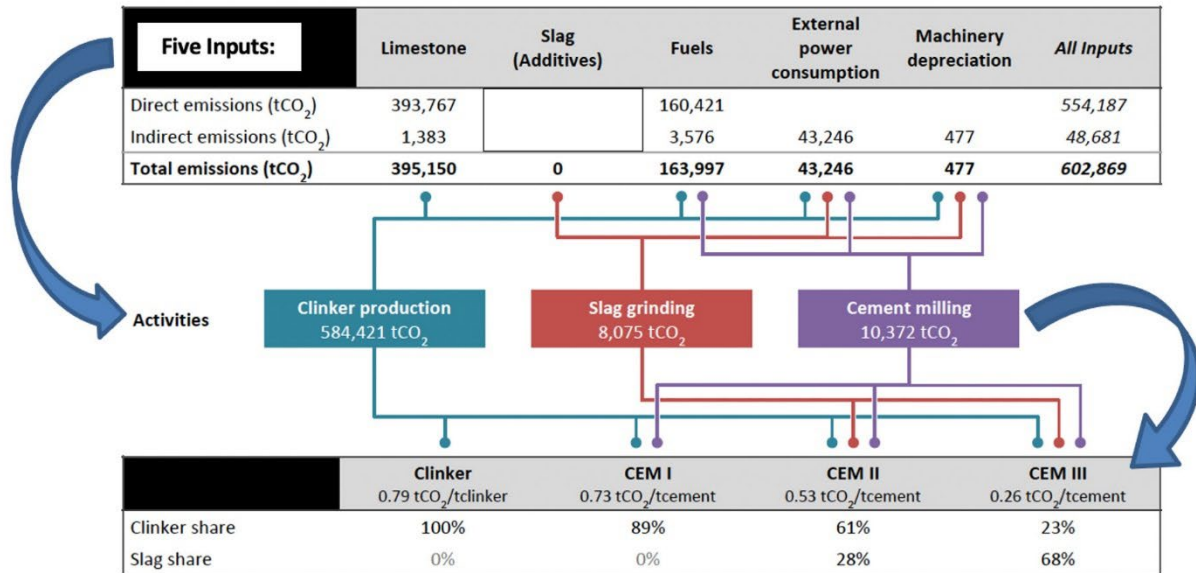 Five Inputs:
Limestone
Slag
(Additives)
Fuels
External
power
consumption
Machinery
depreciation
All Inputs
Direct emissions (tCO₂) 393,767 160,421 554,187
Indirect emissions (tCO₂) 1,383 3,576 43,246 477 48,681
Total emissions (tCO₂) 395,150 0 163,997 43,246 477 602,869
Activities
Clinker production
584,421 tCO₂
Slag grinding
8,075 tCO₂
Cement milling
10,372 tCO₂
Clinker
0.79 tCO₂/tclinker
CEM I
0.73 tCO₂/tcement
CEM II
0.53 tCO₂/tcement
CEM III
0.26 tCO₂/tcement
Clinker share 100% 89% 61% 23%
Slag share 0% 0% 28% 68%